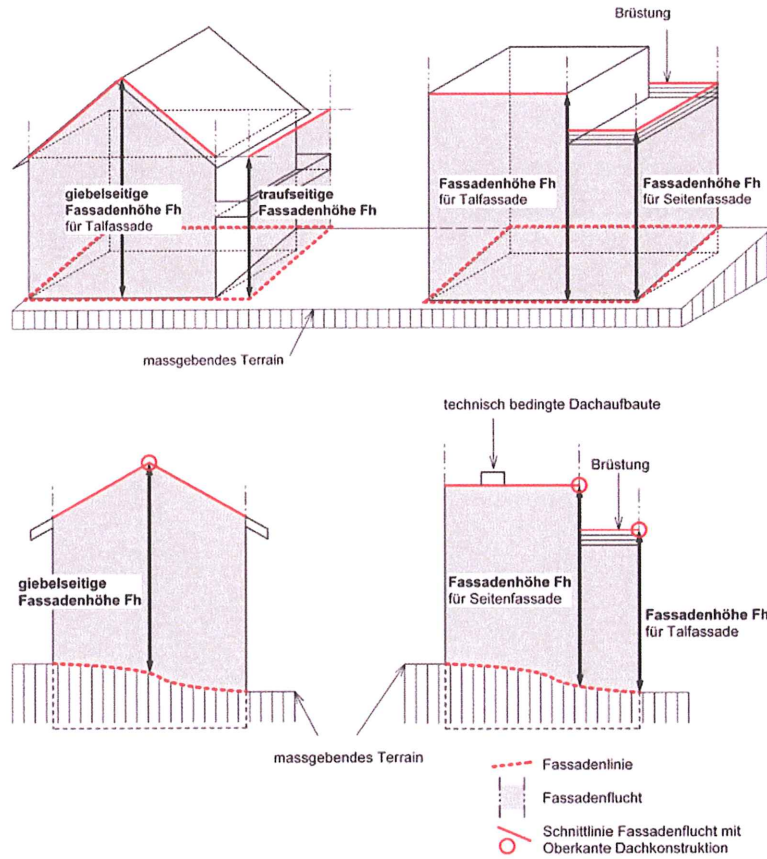 Brüstung
giebelseitige
Fassadenhöhe Fh
für Talfassade
traufseitige
Fassadenhöhe Fh
Fassadenhöhe Fh
für Talfassade
Fassadenhöhe Fh
für Seitenfassade
massgebendes Terrain
technisch bedingte Dachaufbaute
Brüstung
giebelseitige
Fassadenhöhe Fh
Fassadenhöhe Fh
für Seitenfassade
Fassadenhöhe Fh
für Talfassade
massgebendes Terrain
Fassadenlinie
Fassadenflucht
Schnittlinie Fassadenflucht mit
Oberkante Dachkonstruktion